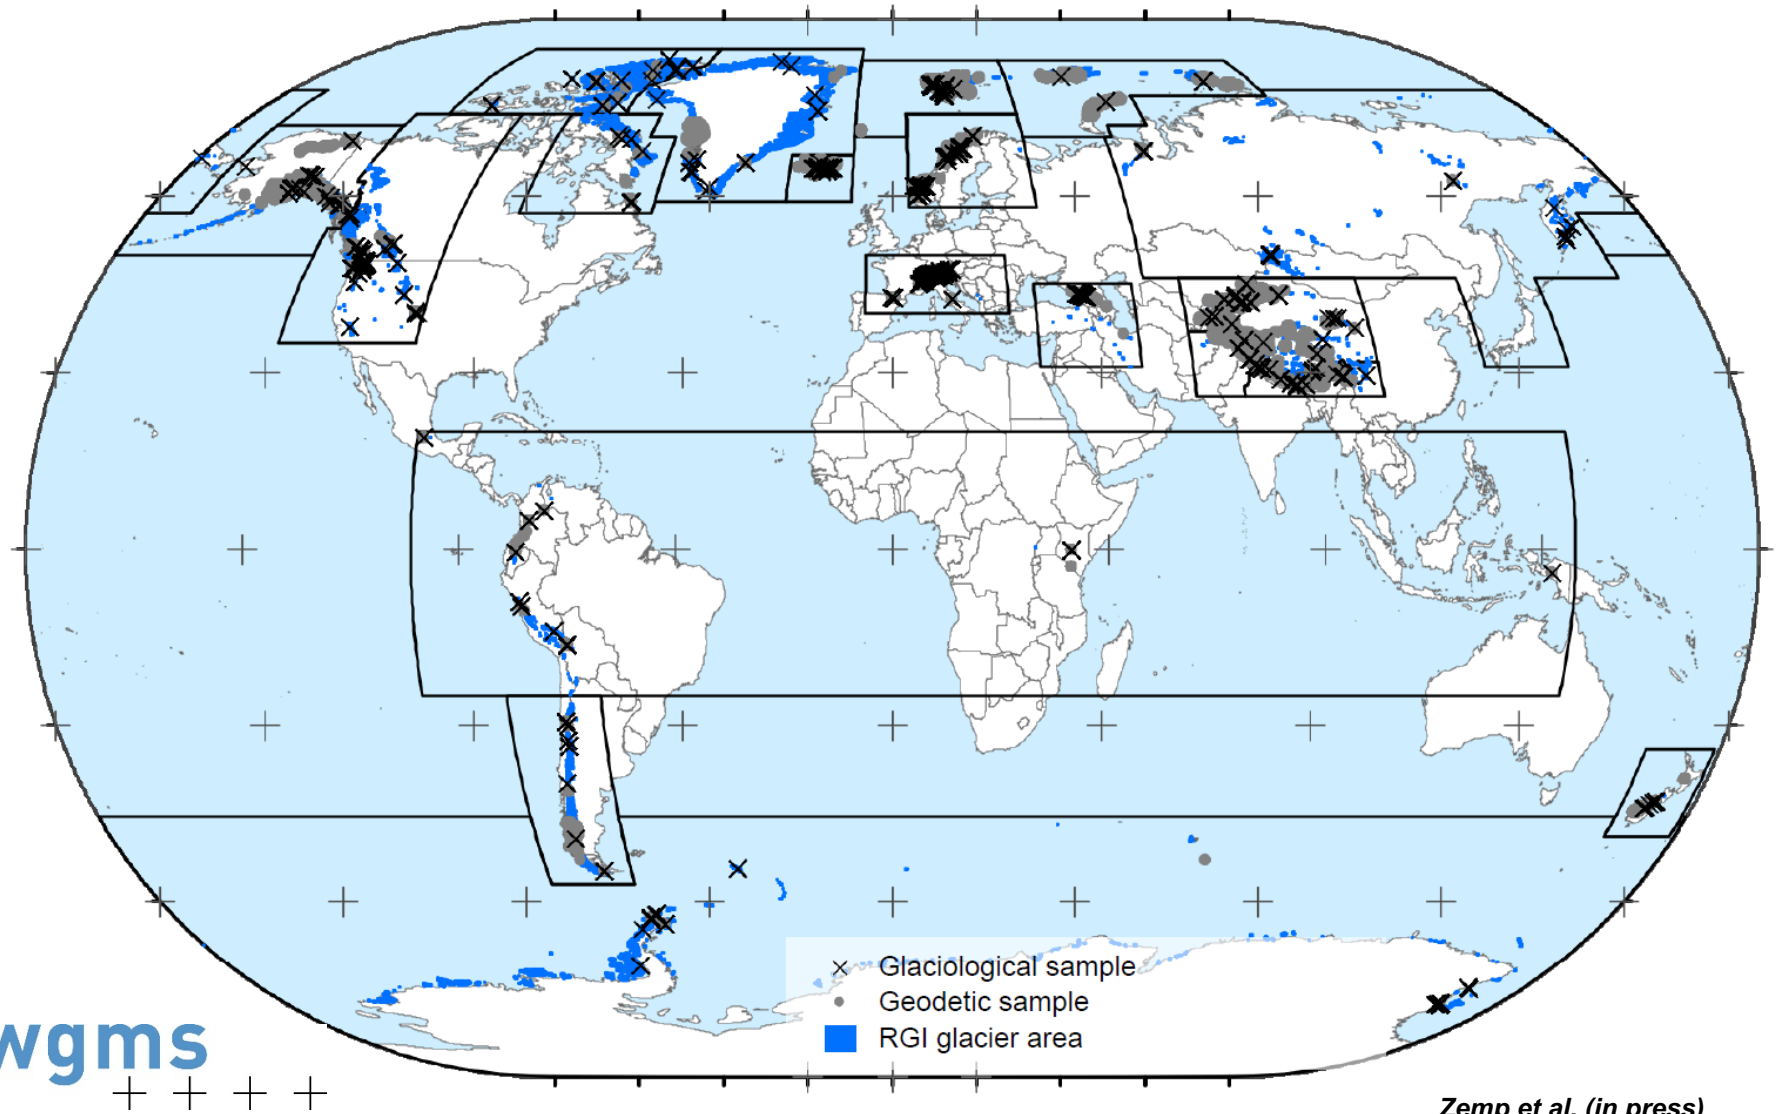 Glaciological sample
Geodetic sample
RGI glacier area
wgms
Zemp et al. (in press)